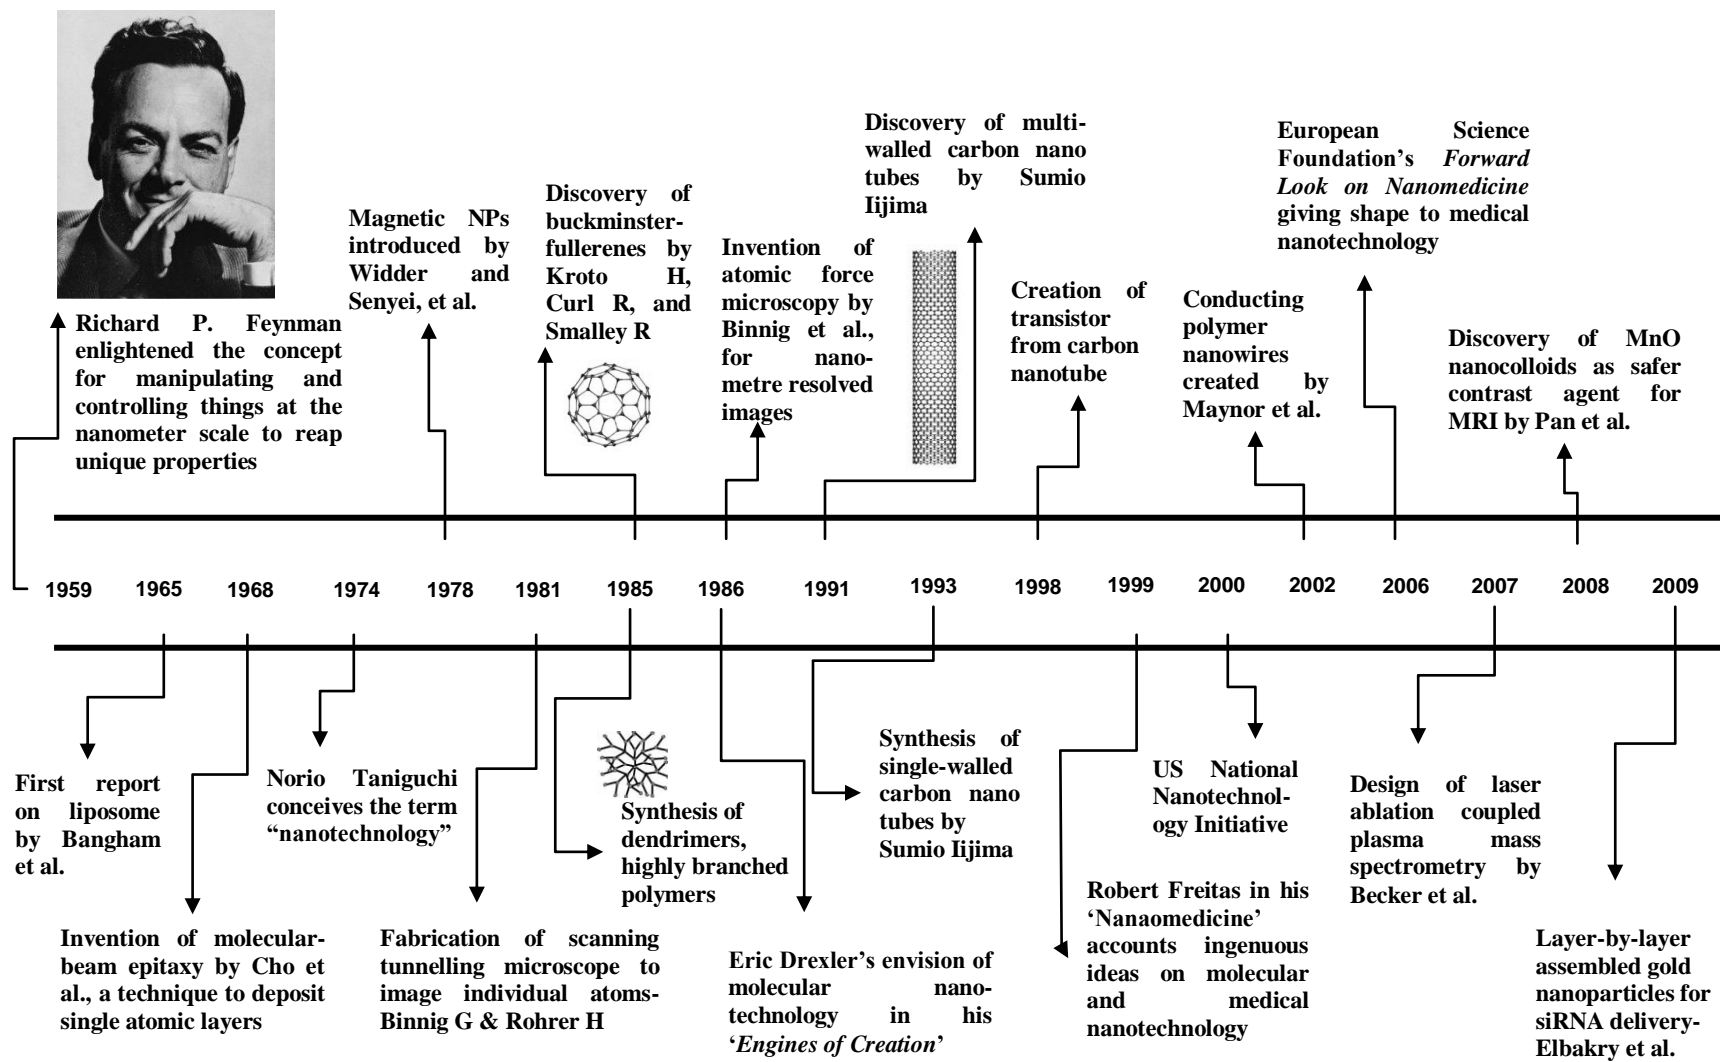 Richard P. Feynman
enlightened the concept
for manipulating and
controlling things at the
nanometer scale to reap
unique properties
Magnetic NPs
introduced by
Widder and
Senyei, et al.
Discovery of
buckminster-
fullerenes by
Kroto H,
Curl R, and
Smalley R
Invention of
atomic force
microscopy by
Binnig et al.,
for nano-
metre resolved
images
Discovery of multi-
walled carbon nano
tubes by Sumio
Iijima
Creation of
transistor
from carbon
nanotube
Conducting
polymer
nanowires
created by
Maynor et al.
European Science
Foundation's Forward
Look on Nanomedicine
giving shape to medical
nanotechnology
Discovery of MnO
nanocolloids as safer
contrast agent for
MRI by Pan et al.
1959 1965 1968 1974 1978 1981 1985 1986 1991 1993 1998 1999 2000 2002 2006 2007 2008 2009
First report
on liposome
by Bangham
et al.
Invention of molecular-
beam epitaxy by Cho et
al., a technique to deposit
single atomic layers
Norio Taniguchi
conceives the term
“nanotechnology”
Fabrication of scanning
tunnelling microscope to
image individual atoms-
Binnig G & Rohrer H
Synthesis of
dendrimers,
highly branched
polymers
Eric Drexler's envision of
molecular nano-
technology in his
‘Engines of Creation’
Synthesis of
single-walled
carbon nano
tubes by
Sumio Iijima
Robert Freitas in his
‘Nanaomedicine’
accounts ingenuous
ideas on molecular
and medical
nanotechnology
US National
Nanotechnol-
ogy Initiative
Design of laser
ablation coupled
plasma mass
spectrometry by
Becker et al.
Layer-by-layer
assembled gold
nanoparticles for
siRNA delivery-
Elbakry et al.